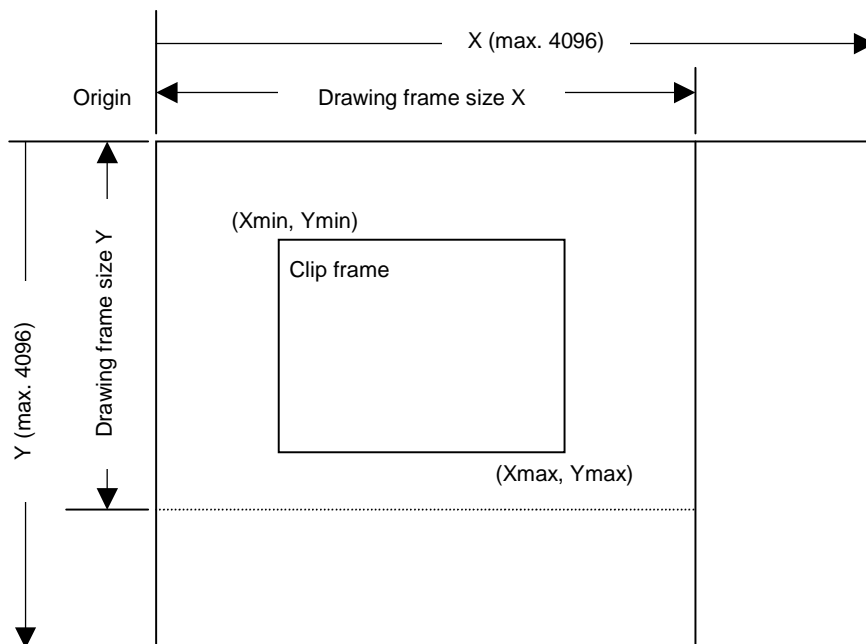 X (max. 4096)
Origin
Drawing frame size X
(Xmin, Ymin)
Clip frame
Drawing frame size Y
Y (max. 4096)
(Xmax, Ymax)